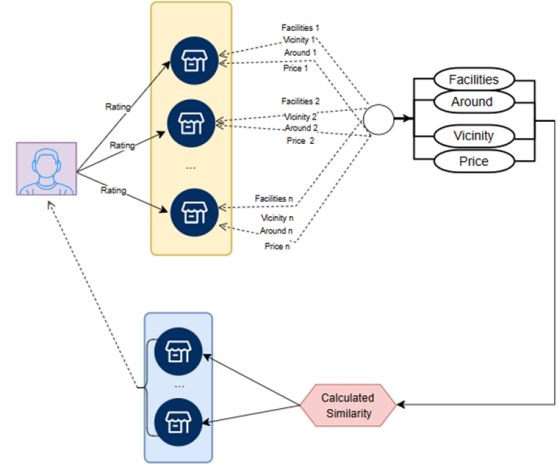 Facilities 1
Vicinity 1
Around 1
Price 1
Facilities
Around
Vicinity
Price
Rating
Facilities 2
Vicinity 2
Around 2
Price 2
Rating
...
Rating
Facilities n
Vicinity n
Around n
Price n
...
Calculated
Similarity